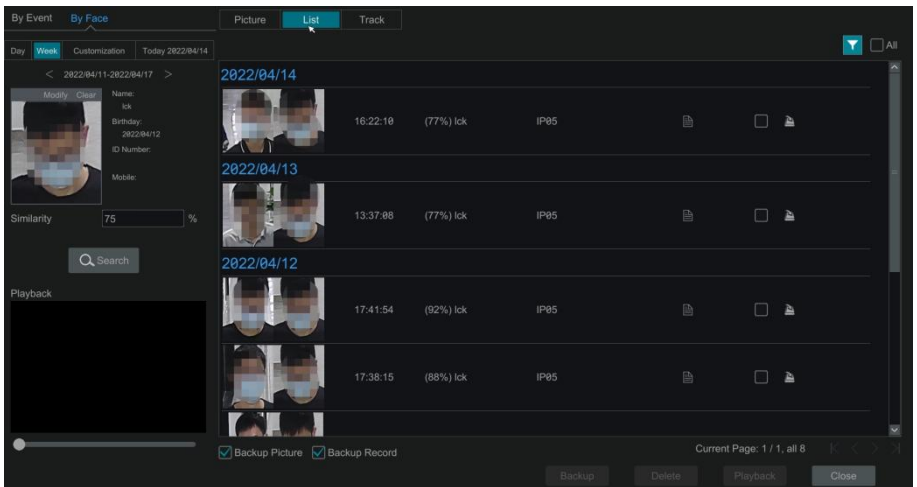 By Event By Face
Picture List Track
Day Week Customization Today 2022/04/14
All
< 2022/04/11-2022/04/17 >
Modify Clear
Name:
lck
Birthday:
2022/04/12
ID Number:
Mobile:
Similarity 75 %
Search
Playback
2022/04/14
16:22:10 (77%) lck IP05
2022/04/13
13:37:08 (77%) lck IP05
2022/04/12
17:41:54 (92%) lck IP05
17:38:15 (88%) lck IP05
Backup Picture Backup Record
Current Page: 1 / 1, all 8
Backup Delete Playback Close